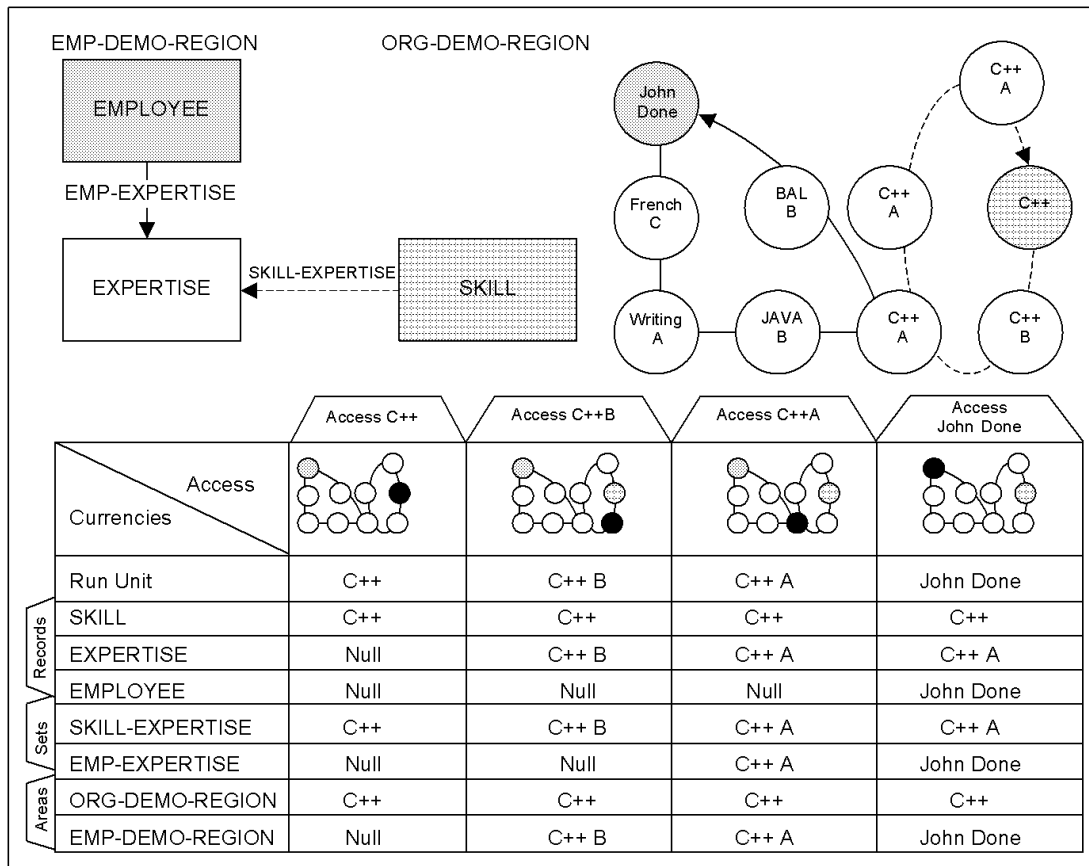 EMP-DEMO-REGION
ORG-DEMO-REGION
EMPLOYEE
EMP-EXPERTISE
EXPERTISE
SKILL-EXPERTISE
SKILL
John
Done
French
C
Writing
A
JAVA
B
BAL
B
C++
A
C++
A
C++
A
C++
C++
B
Access C++
Access C++B
Access C++A
Access
John Done
Access
Currencies
Run Unit C++ C++ B C++ A John Done
Records
SKILL C++ C++ C++ C++
EXPERTISE Null C++ B C++ A C++ A
EMPLOYEE Null Null Null John Done
Sets
SKILL-EXPERTISE C++ C++ B C++ A C++ A
EMP-EXPERTISE Null Null C++ A John Done
Areas
ORG-DEMO-REGION C++ C++ C++ C++
EMP-DEMO-REGION Null C++ B C++ A John Done